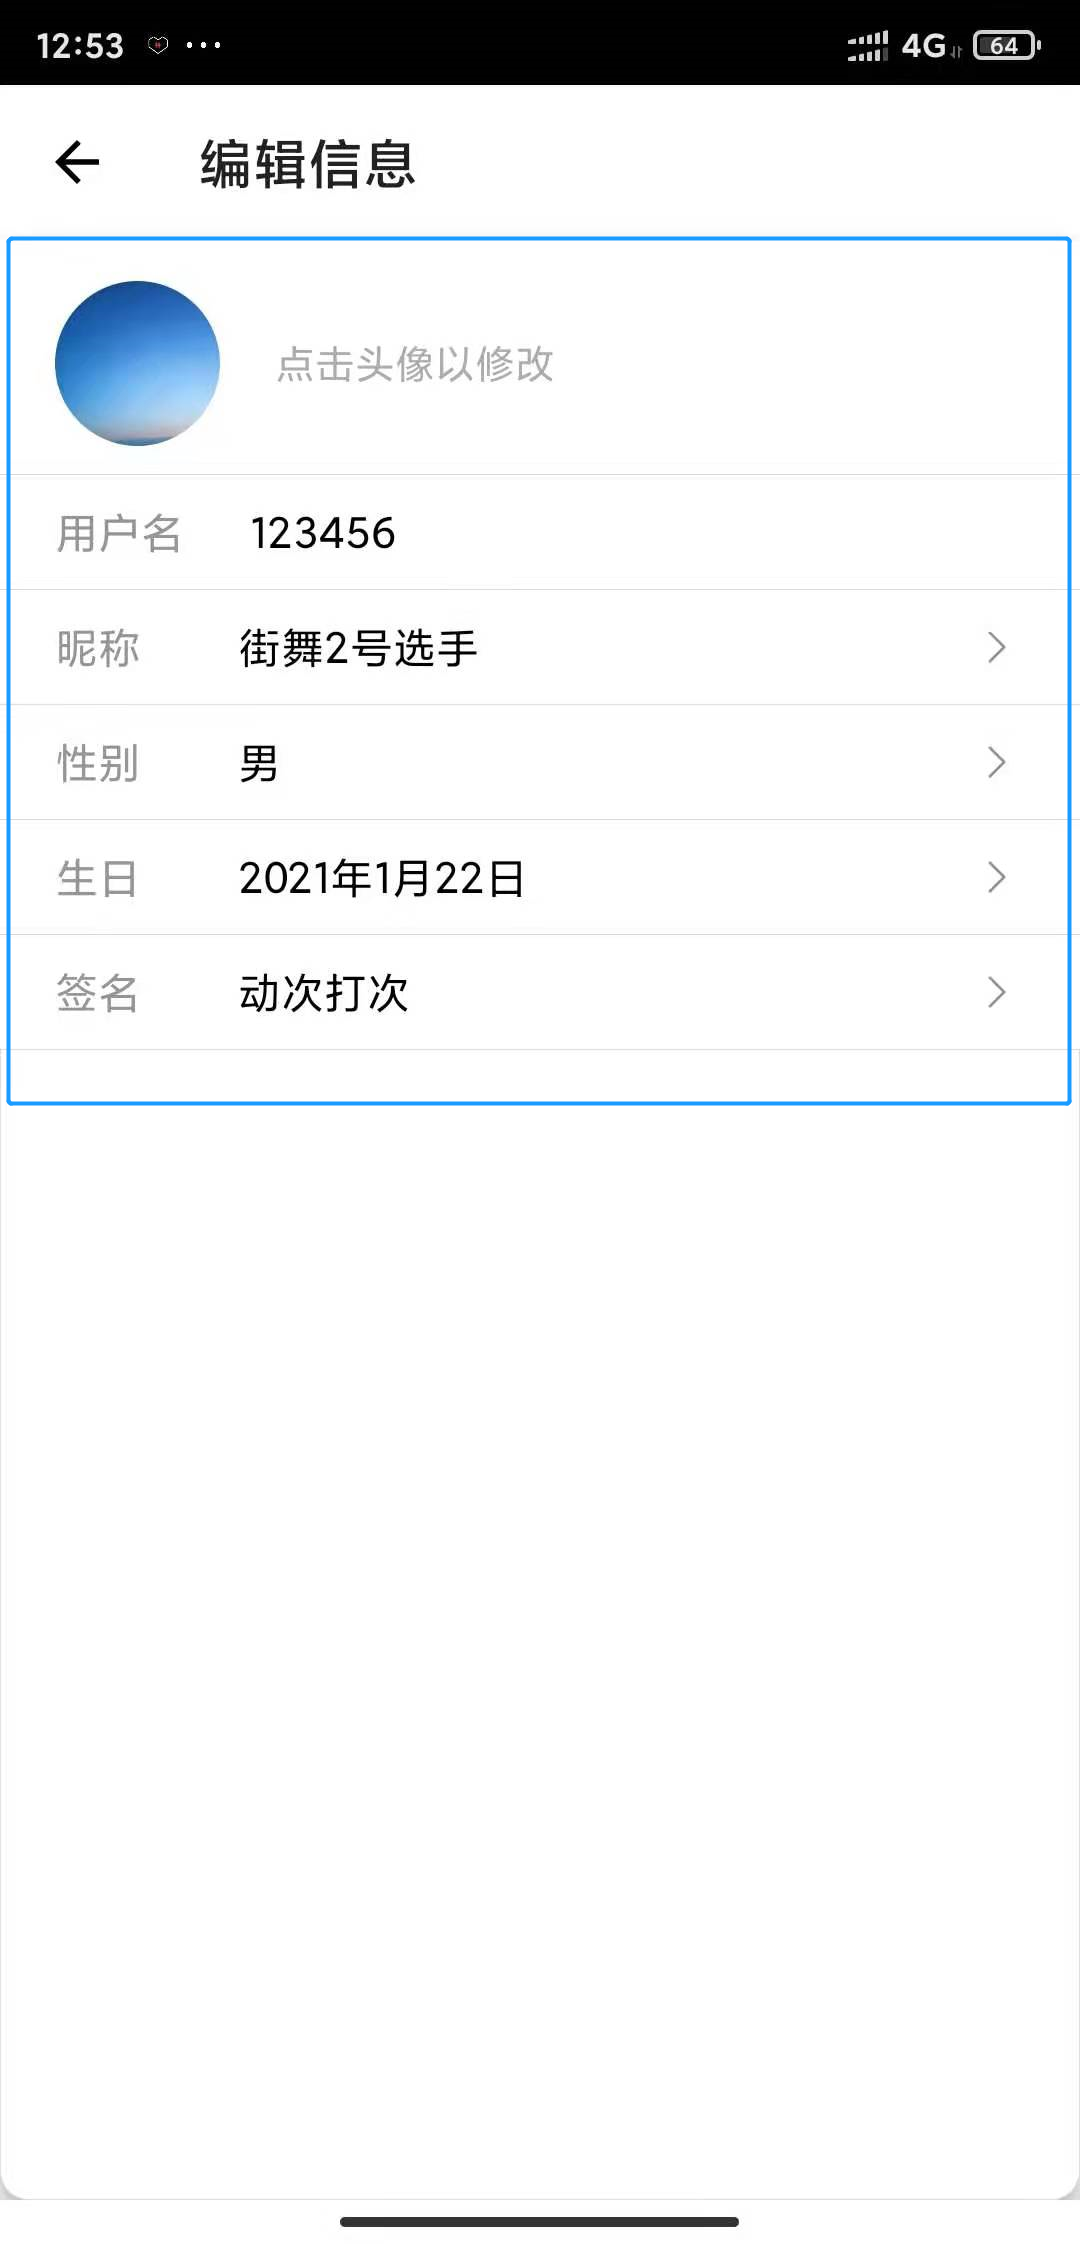 12:53 ... 4G 64
编辑信息
点击头像以修改
用户名 123456
昵称 街舞2号选手
性别 男
生日 2021年1月22日
签名 动次打次